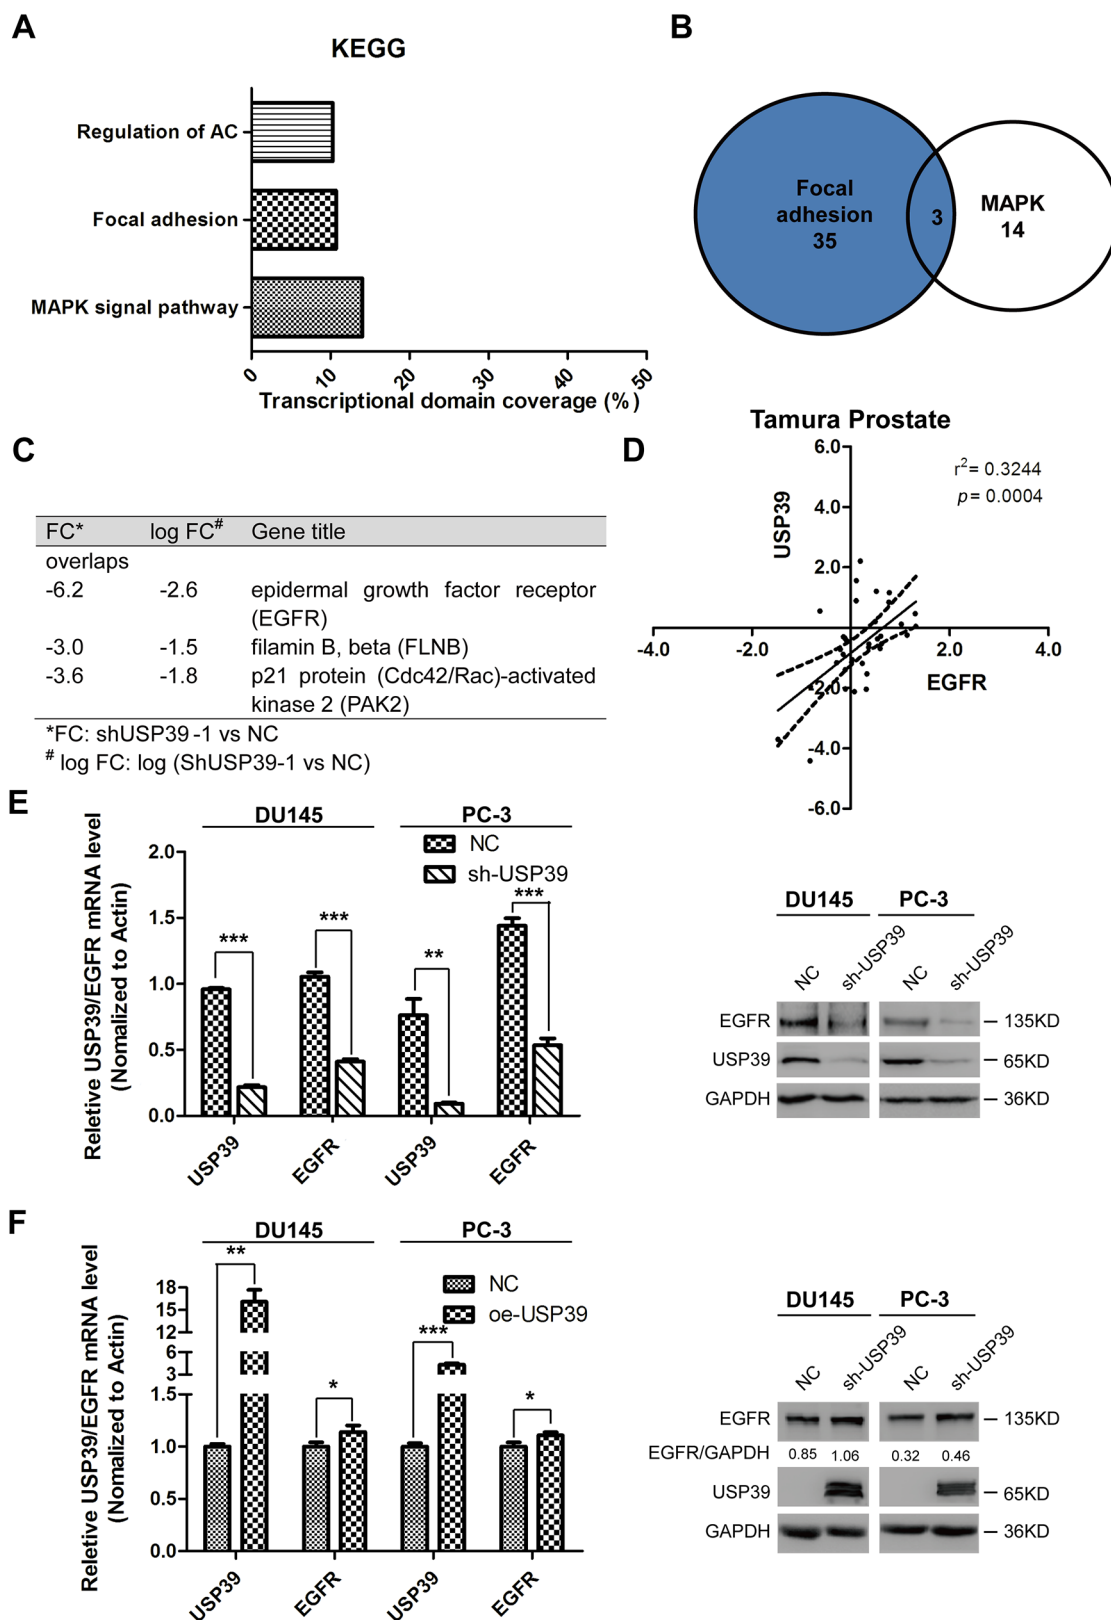 A
KEGG
Regulation of AC
Focal adhesion
MAPK signal pathway
0
10
20
30
40
50
Transcriptional domain coverage (%)
B
Focal
adhesion
35
3
MAPK
14
C
FC* log FC# Gene title
overlaps
-6.2 -2.6 epidermal growth factor receptor
(EGFR)
-3.0 -1.5 filamin B, beta (FLNB)
-3.6 -1.8 p21 protein (Cdc42/Rac)-activated
kinase 2 (PAK2)
*FC: shUSP39-1 vs NC
# log FC: log (ShUSP39-1 vs NC)
D
Tamura Prostate
r²= 0.3244
p = 0.0004
USP39
6.0
4.0
2.0
-4.0 -2.0 2.0 4.0
-2.0
-4.0
-6.0
EGFR
E
DU145 PC-3
NC
sh-USP39
Reletive USP39/EGFR mRNA level
(Nomalized to Actin)
2.0
1.5
1.0
0.5
0.0
*** *** ** ***
USP39 EGFR USP39 EGFR
DU145 PC-3
NC sh-USP39 NC sh-USP39
EGFR 135KD
USP39 65KD
GAPDH 36KD
F
DU145 PC-3
NC
oe-USP39
Reletive USP39/EGFR mRNA level
(Nomalized to Actin)
18
15
12
6
3
1.5
1.0
0.5
0.0
** * *** *
USP39 EGFR USP39 EGFR
DU145 PC-3
NC sh-USP39 NC sh-USP39
EGFR 135KD
EGFR/GAPDH 0.85 1.06 0.32 0.46
USP39 65KD
GAPDH 36KD